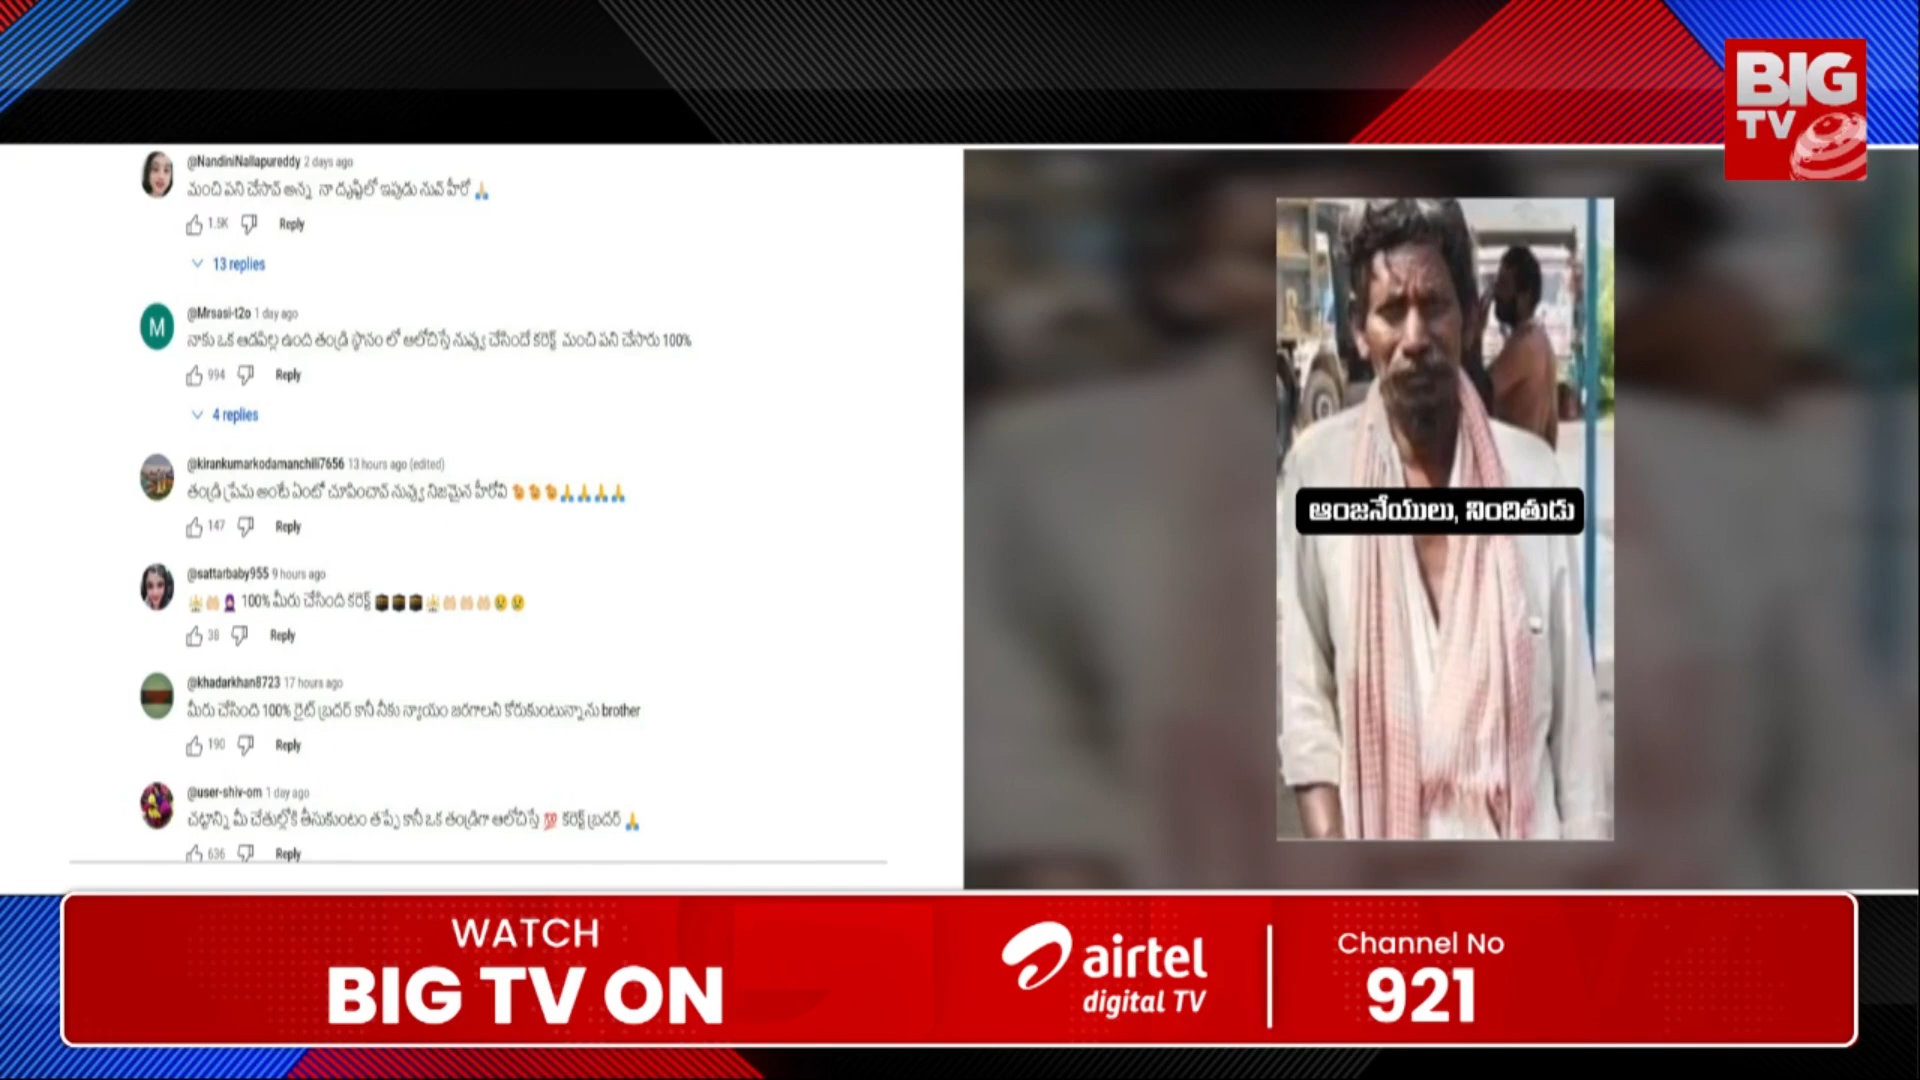 BIG
TV
@NandiniNallapureddy 2 days ago
మంచి పని చేసావ్ అన్న నా దృష్టిలో ఇపుడు నువ్ హీరో 🙏
1.5K Reply
13 replies
M
@Mrsasi-t2o 1 day ago
నాకు ఒక ఆడపిల్ల ఉంది తండ్రి స్థానం లో ఆలోచిస్తే నువ్వు చేసిందే కరెక్ట్ మంచి పని చేసారు 100%
994 Reply
4 replies
@kirankumarkodamanchili7656 13 hours ago (edited)
తండ్రి ప్రేమ అంటే ఏంటో చూపించావ్ నువ్వు నిజమైన హీరోవి 🙏🙏🙏🙏
147 Reply
@sattarbaby955 9 hours ago
100% మీరు చేసింది కరెక్ట్ 🕋🕋🕋🤲🤲🤲😢😢
38 Reply
@khadarkhan8723 17 hours ago
మీరు చేసింది 100% రైట్ బ్రదర్ కానీ నీకు న్యాయం జరగాలని కోరుకుంటున్నాను brother
190 Reply
@user-shiv-om 1 day ago
చట్టాన్ని మీ చేతుల్లోకి తీసుకుంటం తప్పే కానీ ఒక తండ్రిగా ఆలోచిస్తే 💯 కరెక్ట్ బ్రదర్ 🙏
636 Reply
ఆంజనేయులు, నిందితుడు
WATCH
BIG TV ON
airtel
digital TV
Channel No
921